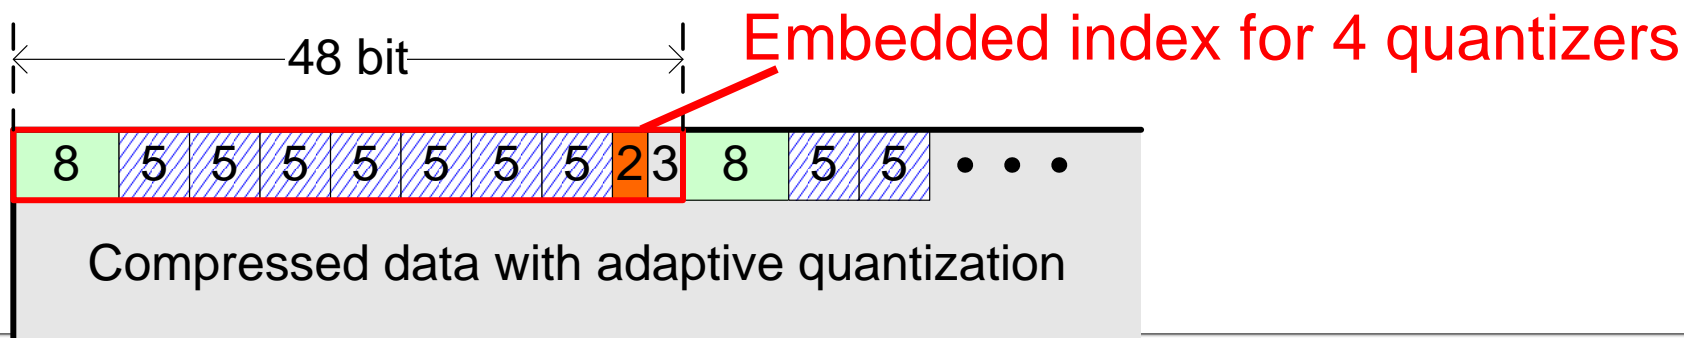 Embedded index for 4 quantizers
48 bit
8 5 5 5 5 5 5 5 2 3 8 5 5 • • •
Compressed data with adaptive quantization